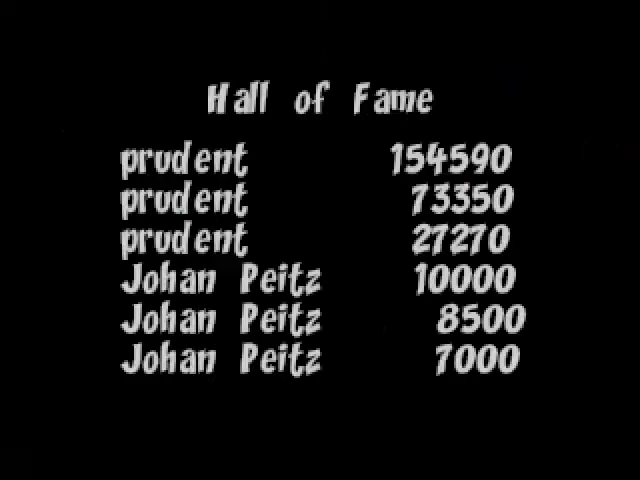 Hall of Fame
prudent 154590
prudent 73350
prudent 27270
Johan Peitz 10000
Johan Peitz 8500
Johan Peitz 7000